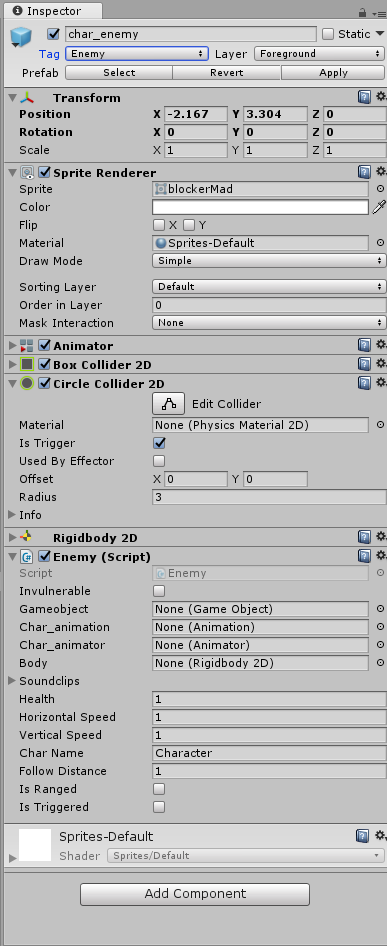 Inspector
char_enemy Static
Tag Enemy Layer Foreground
Prefab Select Revert Apply
Transform
Position X -2.167 Y 3.304 Z 0
Rotation X 0 Y 0 Z 0
Scale X 1 Y 1 Z 1
Sprite Renderer
Sprite blockerMad
Color
Flip X Y
Material Sprites-Default
Draw Mode Simple
Sorting Layer Default
Order in Layer 0
Mask Interaction None
Animator
Box Collider 2D
Circle Collider 2D
Edit Collider
Material None (Physics Material 2D)
Is Trigger
Used By Effector
Offset X 0 Y 0
Radius 3
Info
Rigidbody 2D
Enemy (Script)
Script Enemy
Invulnerable
Gameobject None (Game Object)
Char_animation None (Animation)
Char_animator None (Animator)
Body None (Rigidbody 2D)
Soundclips
Health 1
Horizontal Speed 1
Vertical Speed 1
Char Name Character
Follow Distance 1
Is Ranged
Is Triggered
Sprites-Default
Shader Sprites/Default
Add Component